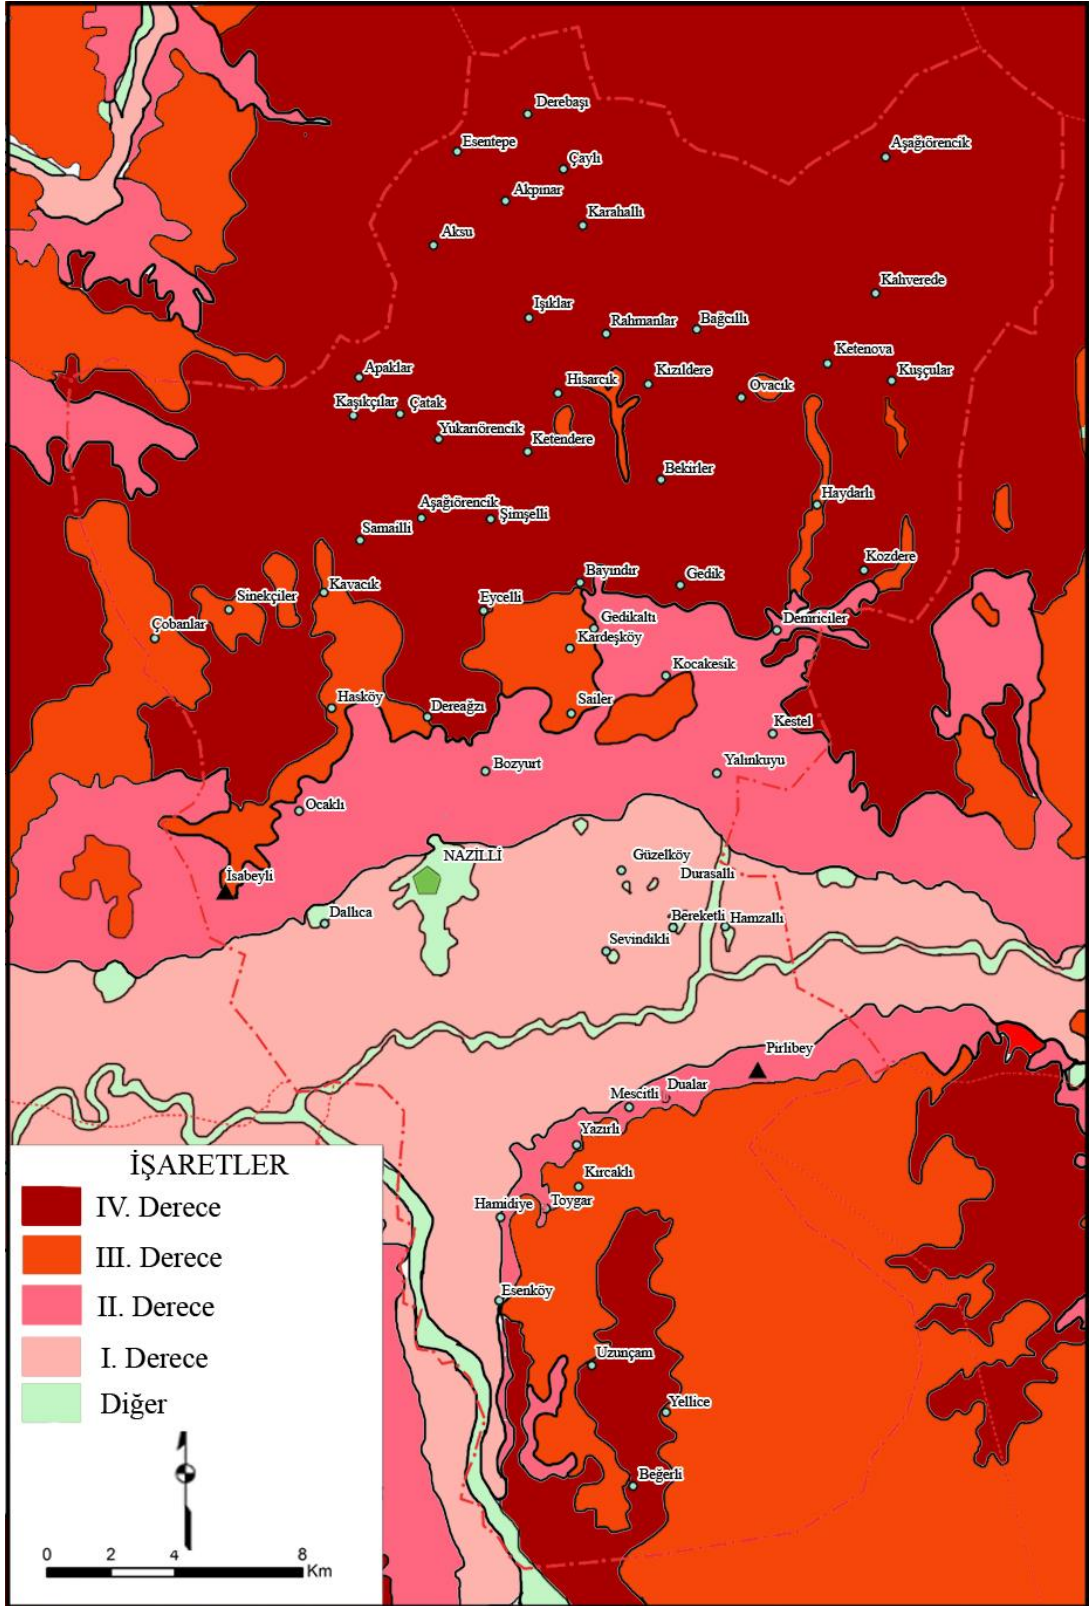 Derebaşı
Esentepe
Çaylı
Aşağıörencik
Akpınar
Karahallı
Aksu
Kahverede
Işıklar
Rahmanlar
Bağcıllı
Ketenova
Apaklar
Hisarcık
Kızıldere
Ovacık
Kuşçular
Kaşıkçılar
Çatak
Yukarıörencik
Ketendere
Bekirler
Haydarlı
Aşağıörencik
Şimşelli
Samailli
Kozdere
Bayındır
Gedik
Kavacık
Sinekçiler
Eycelli
Çobanlar
Gedikaltı
Demriciler
Kardeşköy
Kocakesik
Hasköy
Dereağzı
Sailer
Kestel
Bozyurt
Yalınkuyu
Ocaklı
NAZİLLİ
Güzelköy
İsabeyli
Durasallı
Dallıca
Bereketli
Hamzallı
Sevindikli
Pirlibey
Dualar
Mescitli
Yazırlı
Kırcaklı
Hamidiye
Toygar
Esenköy
Uzunçam
Yellice
Beğerli
İŞARETLER
IV. Derece
III. Derece
II. Derece
I. Derece
Diğer
0 2 4 8
Km